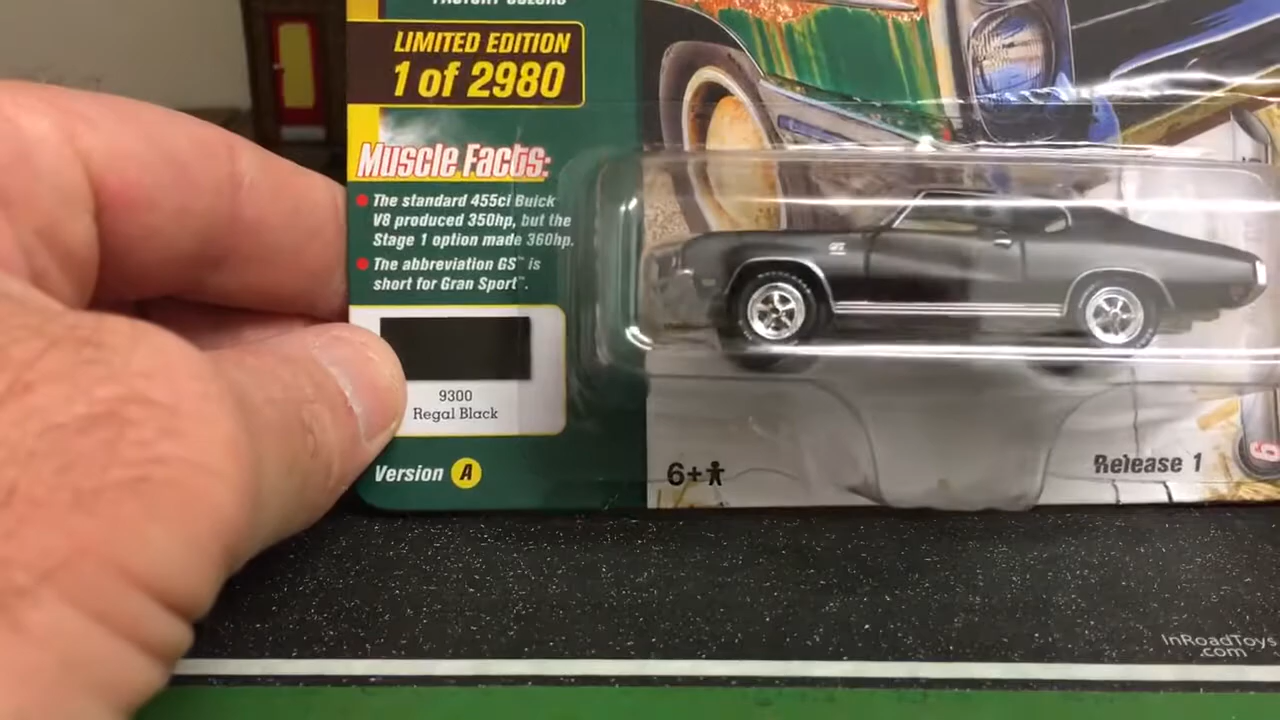 FACTORY COLORS
LIMITED EDITION
1 of 2980
Muscle Facts:
The standard 455ci Buick
V8 produced 350hp, but the
Stage 1 option made 360hp.
The abbreviation GS™ is
short for Gran Sport™.
9300
Regal Black
Version A
6+
Release 1
InRoadToys
.com